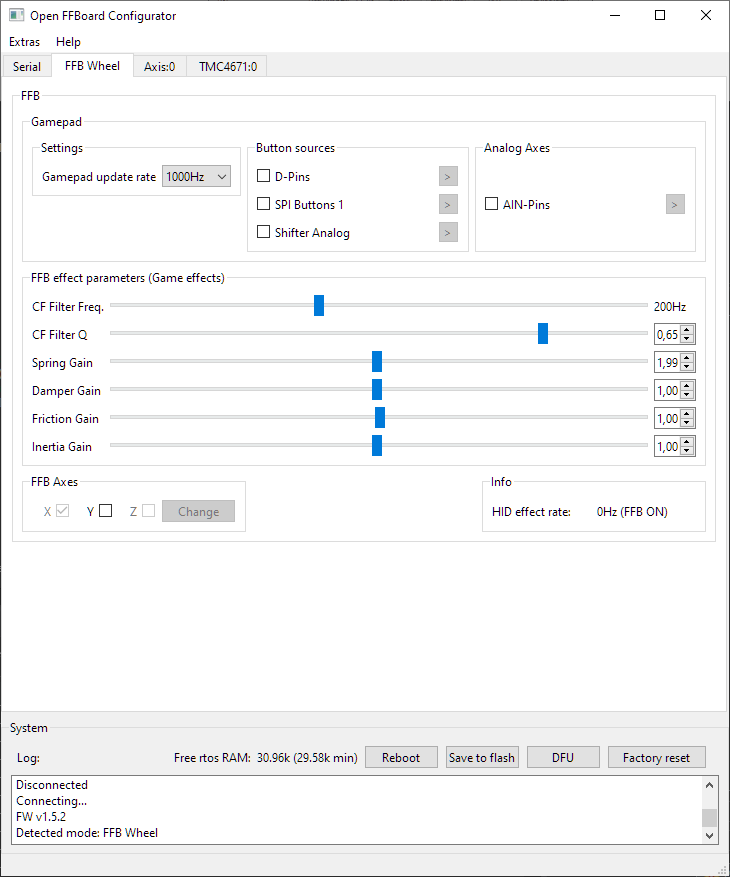 Open FFBoard Configurator
Extras Help
Serial FFB Wheel Axis:0 TMC4671:0
FFB
Gamepad
Settings
Gamepad update rate 1000Hz
Button sources
D-Pins >
SPI Buttons 1 >
Shifter Analog >
Analog Axes
AIN-Pins >
FFB effect parameters (Game effects)
CF Filter Freq. 200Hz
CF Filter Q 0,65
Spring Gain 1,99
Damper Gain 1,00
Friction Gain 1,00
Inertia Gain 1,00
FFB Axes
X Y Z Change
Info
HID effect rate: 0Hz (FFB ON)
System
Log: Free rtos RAM: 30.96k (29.58k min) Reboot Save to flash DFU Factory reset
Disconnected
Connecting...
FW v1.5.2
Detected mode: FFB Wheel